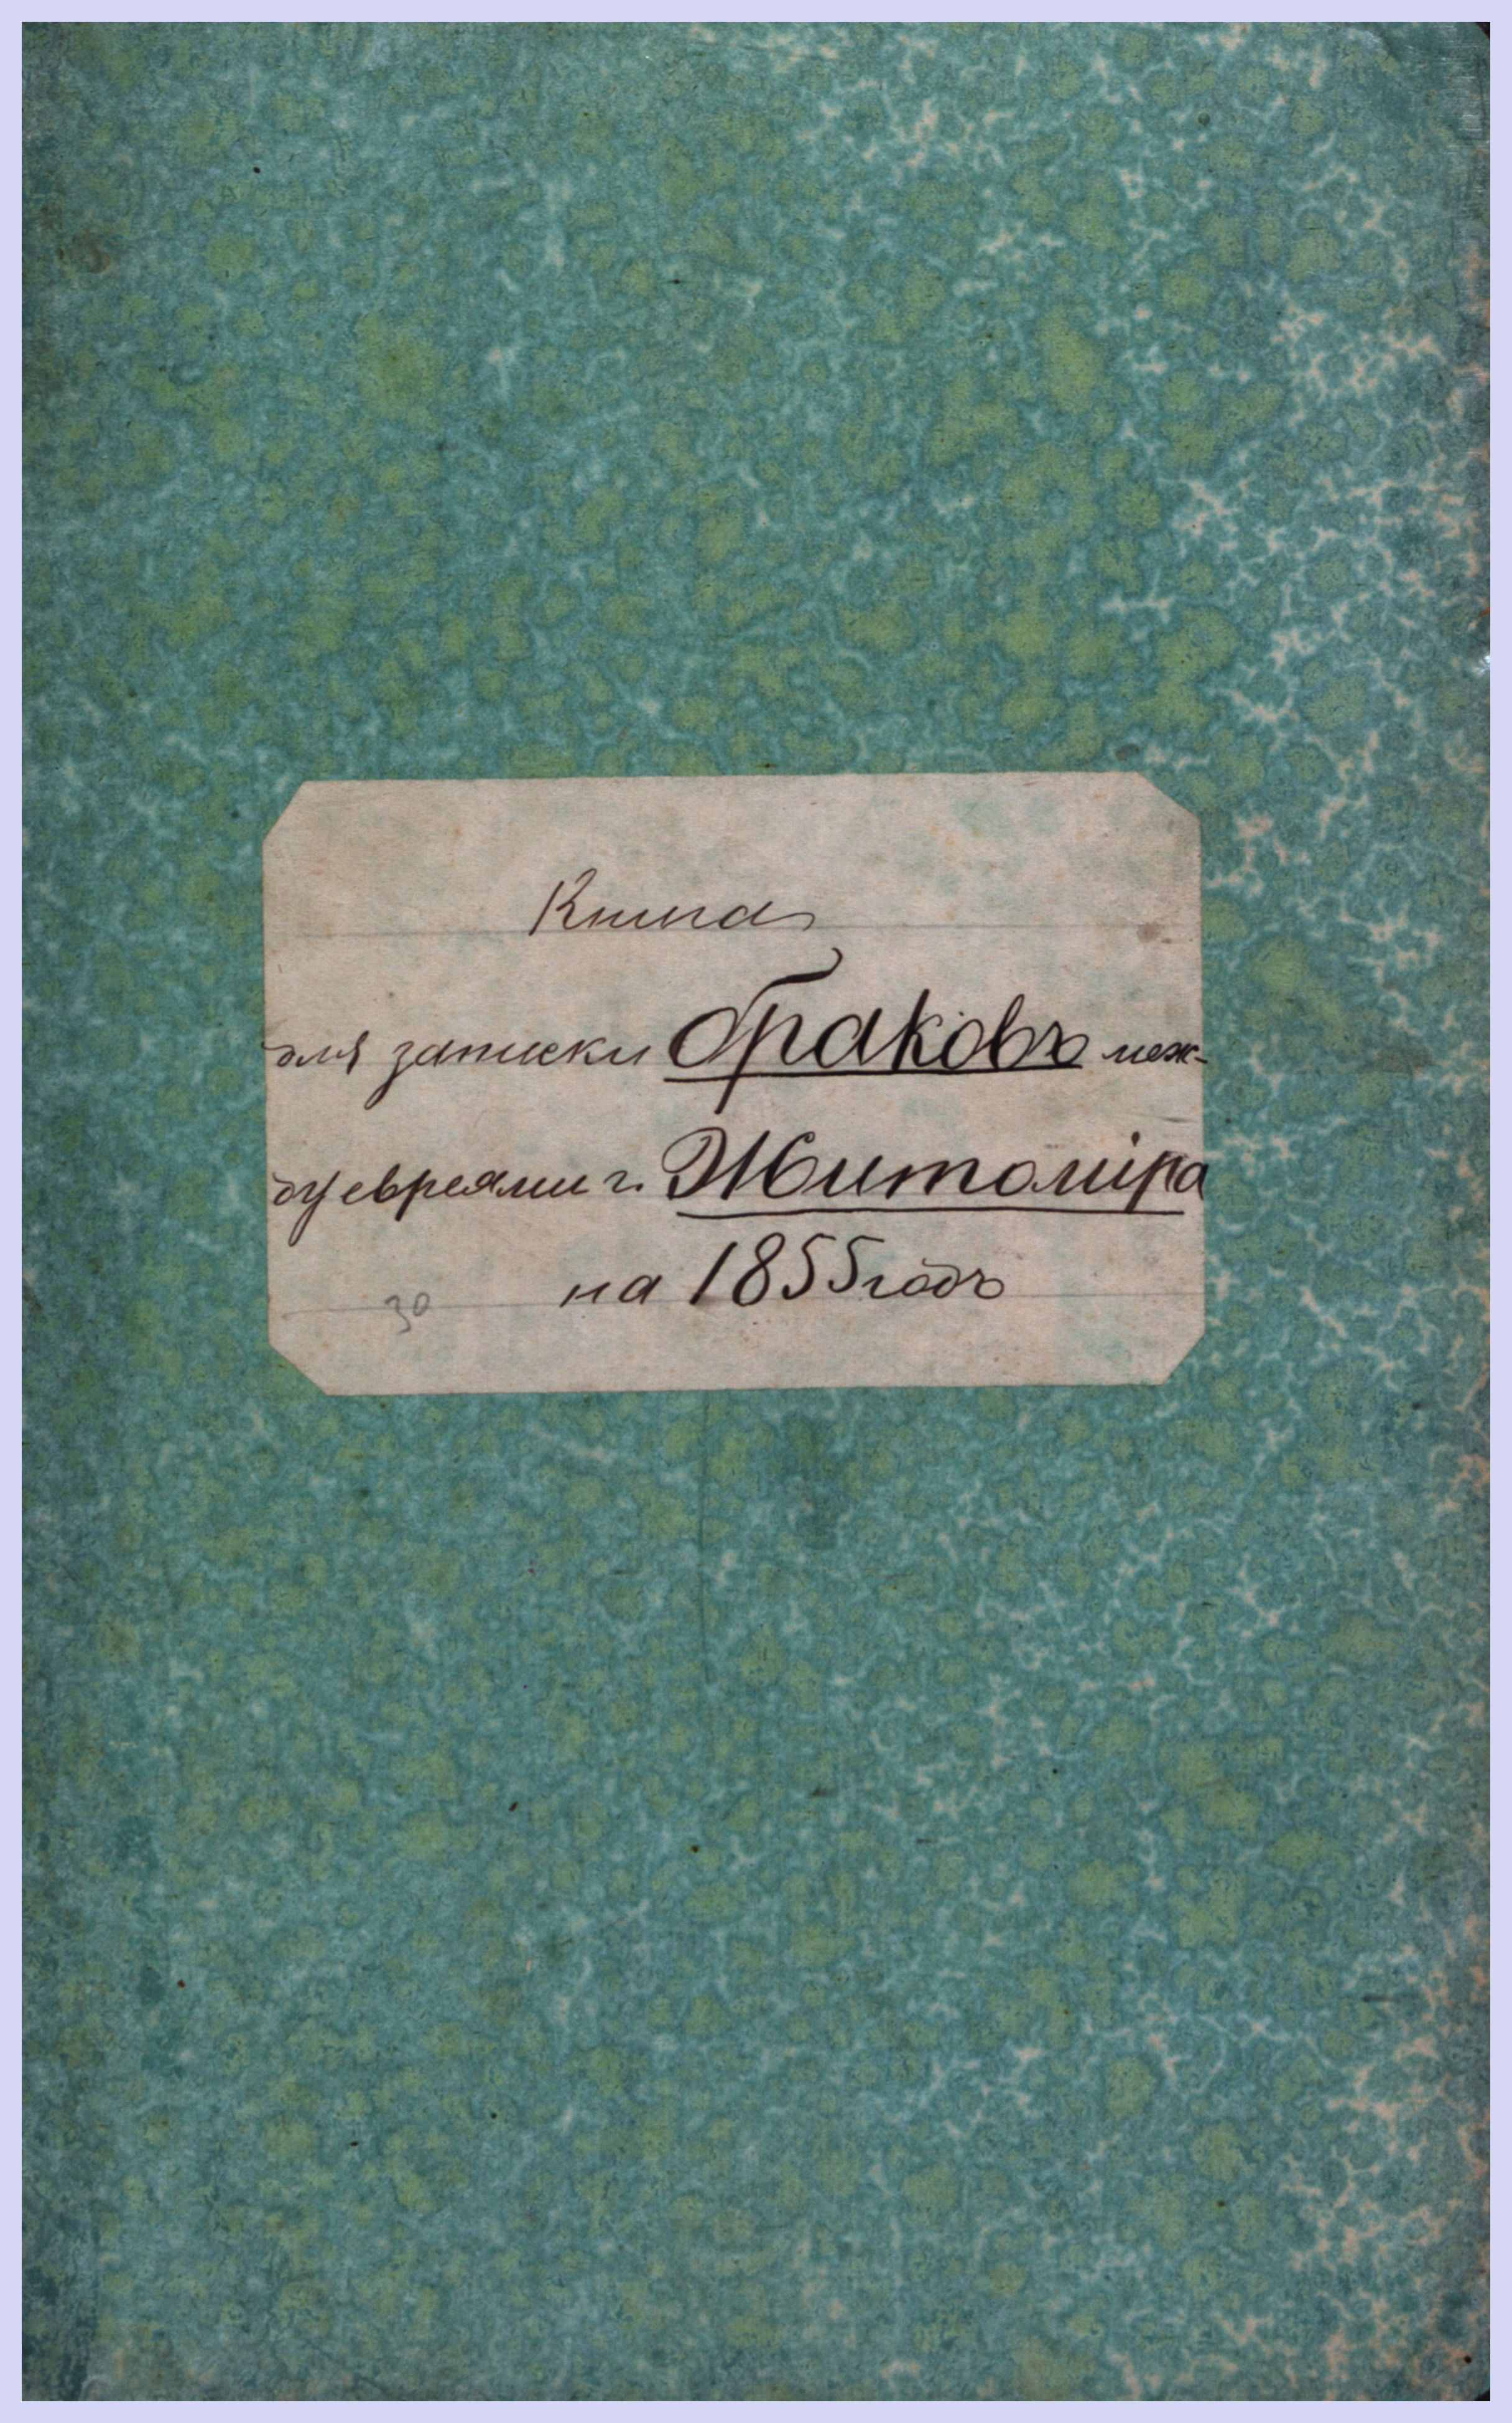 Книга
для записки браковъ меж-
ду евреями г. Житоміра
на 1855 годъ
30